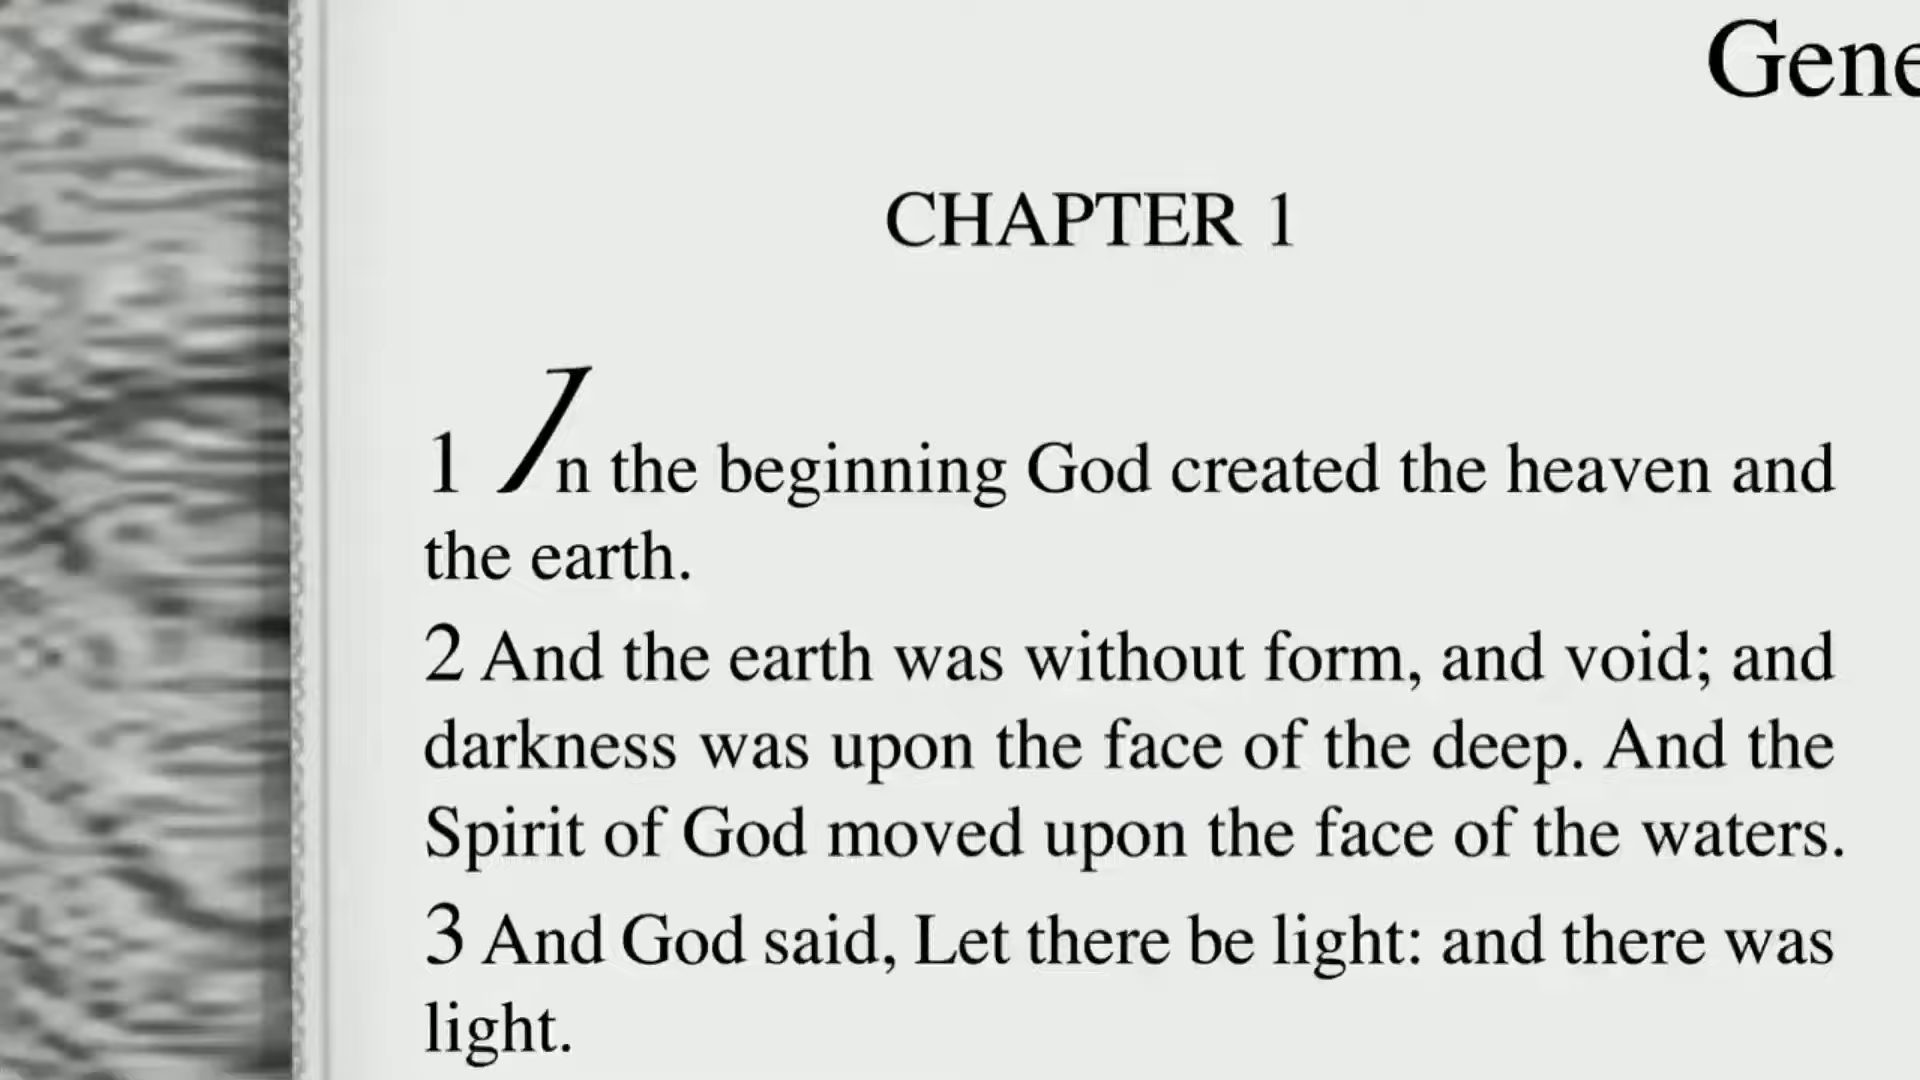 Gene
CHAPTER 1
1 In the beginning God created the heaven and
the earth.
2 And the earth was without form, and void; and
darkness was upon the face of the deep. And the
Spirit of God moved upon the face of the waters.
3 And God said, Let there be light: and there was
light.